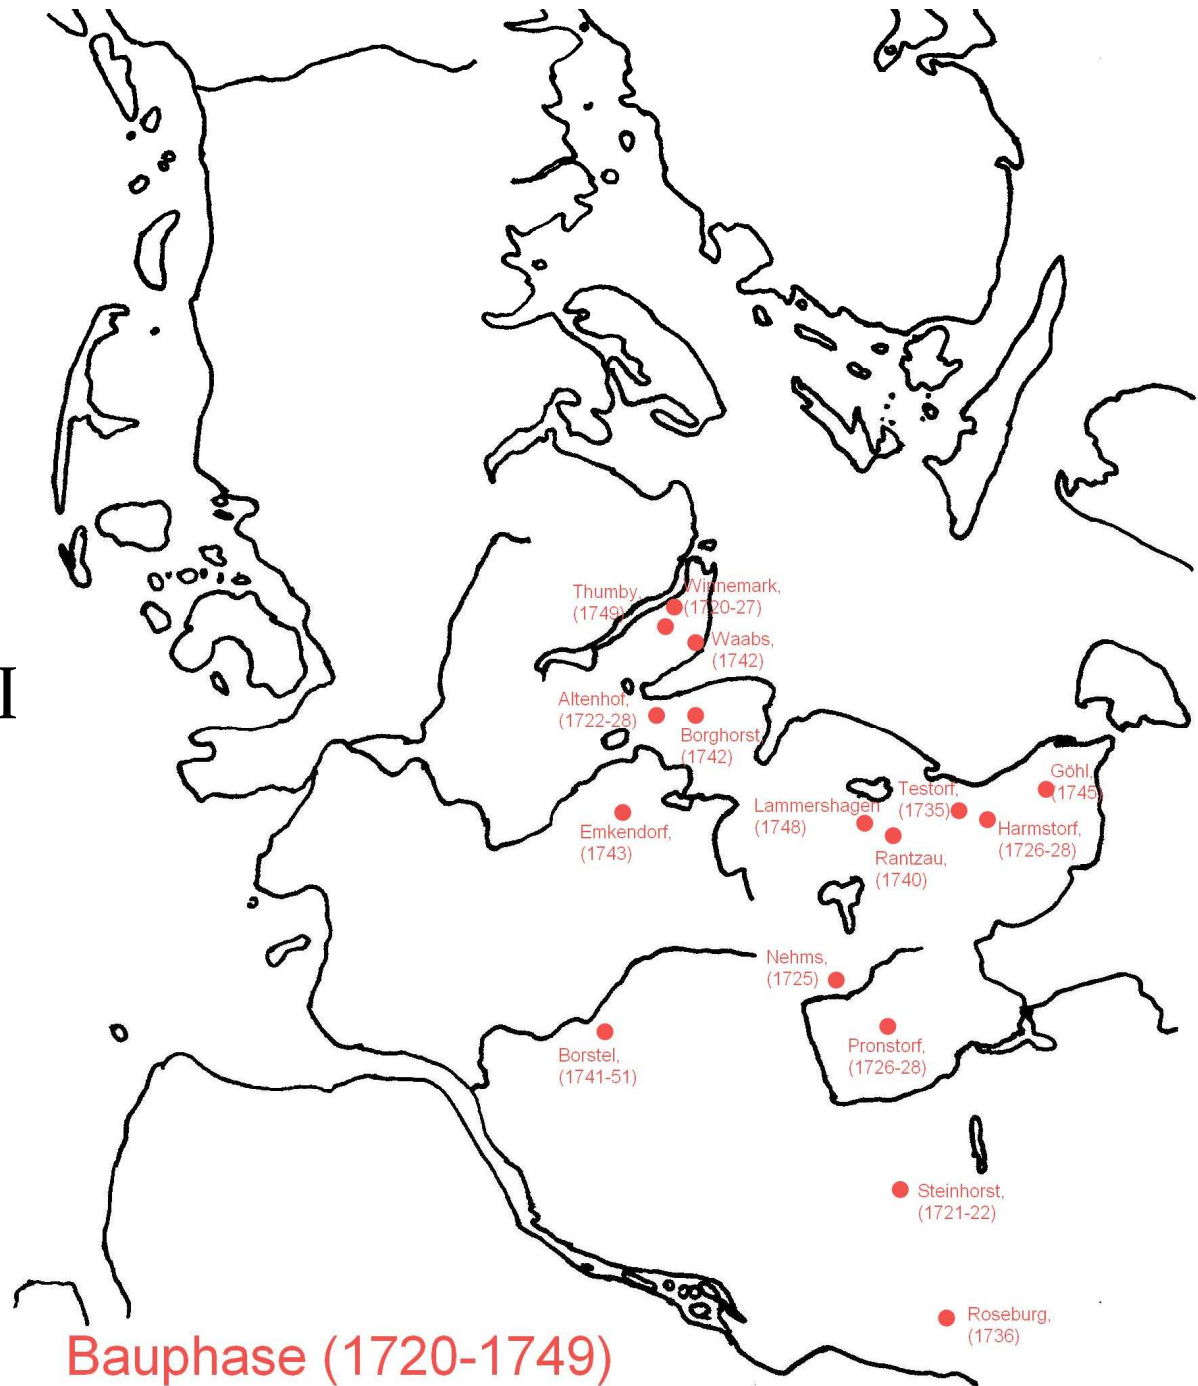 Thumby,
(1749)
Winnemark,
(1720-27)
Waabs,
(1742)
I
Altenhof,
(1722-28)
Borghorst,
(1742)
Göhl,
(1745)
Testorf,
(1735)
Lammershagen
(1748)
Harmstorf,
(1726-28)
Emkendorf,
(1743)
Rantzau,
(1740)
Nehms,
(1725)
Borstel,
(1741-51)
Pronstorf,
(1726-28)
Steinhorst,
(1721-22)
Roseburg,
(1736)
Bauphase (1720-1749)